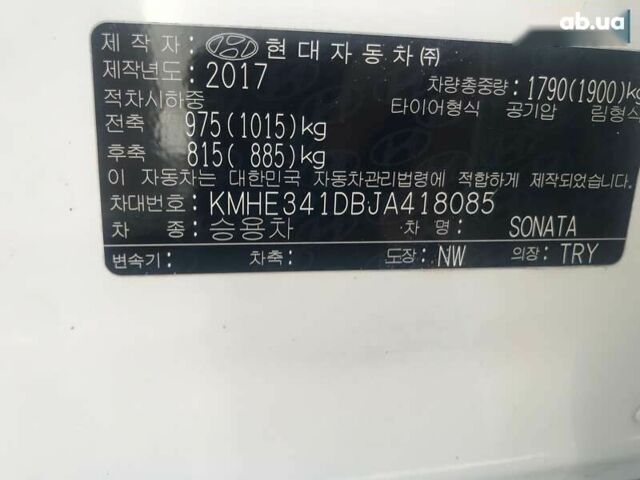 ab.ua
제 작 자 : 현대자동차㈜
제작년도 : 2017 차량총중량 : 1790(1900)kg
적차시하중 타이어형식 공기압 림형식
전축 975(1015)kg
후축 815( 885)kg
이 자동차는 대한민국 자동차관리법령에 적합하게 제작되었습
차대번호 : KMHE341DBJA418085
차 종 : 승용차 차 명 : SONATA
변속기 : 차축 : 도장 : NW 의장 : TRY